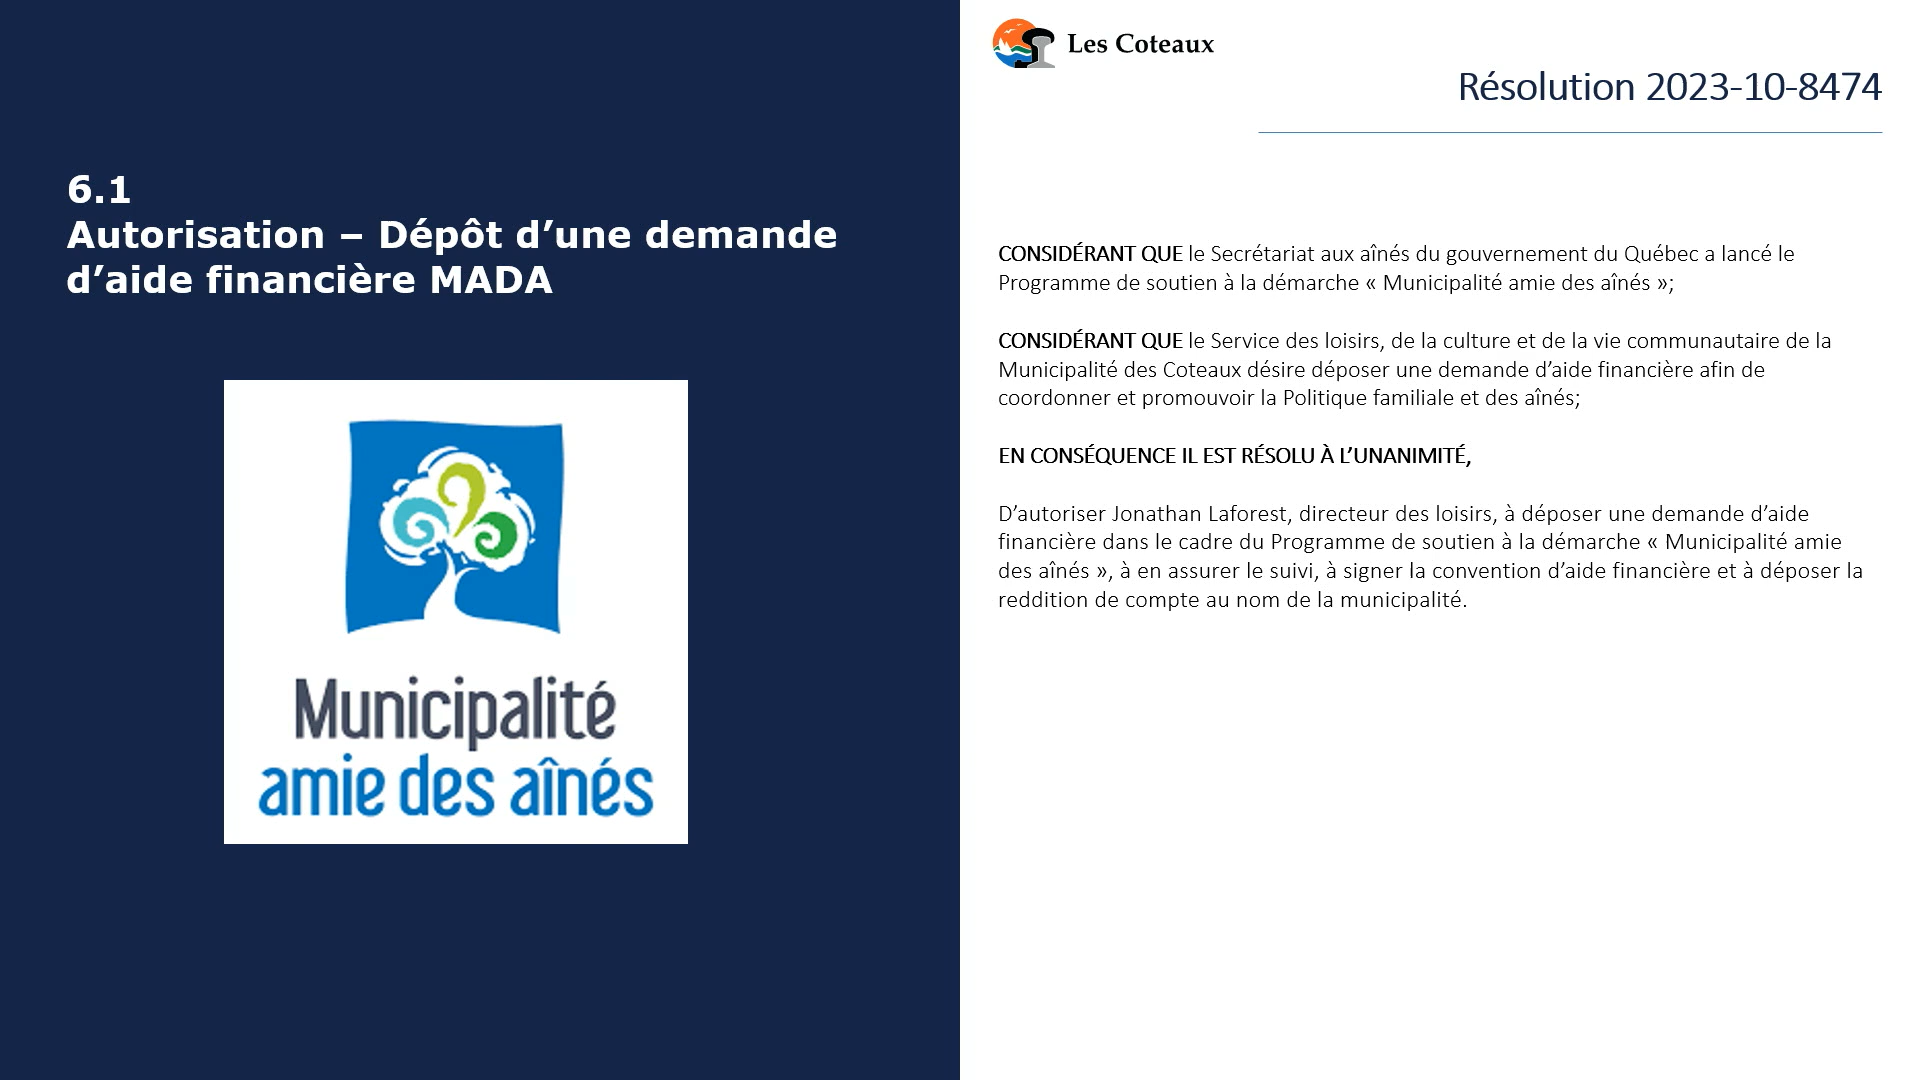 6.1
Autorisation – Dépôt d’une demande
d’aide financière MADA
Municipalité
amie des aînés
Les Coteaux
Résolution 2023-10-8474
CONSIDÉRANT QUE le Secrétariat aux aînés du gouvernement du Québec a lancé le
Programme de soutien à la démarche « Municipalité amie des aînés »;
CONSIDÉRANT QUE le Service des loisirs, de la culture et de la vie communautaire de la
Municipalité des Coteaux désire déposer une demande d’aide financière afin de
coordonner et promouvoir la Politique familiale et des aînés;
EN CONSÉQUENCE IL EST RÉSOLU À L’UNANIMITÉ,
D’autoriser Jonathan Laforest, directeur des loisirs, à déposer une demande d’aide
financière dans le cadre du Programme de soutien à la démarche « Municipalité amie
des aînés », à en assurer le suivi, à signer la convention d’aide financière et à déposer la
reddition de compte au nom de la municipalité.